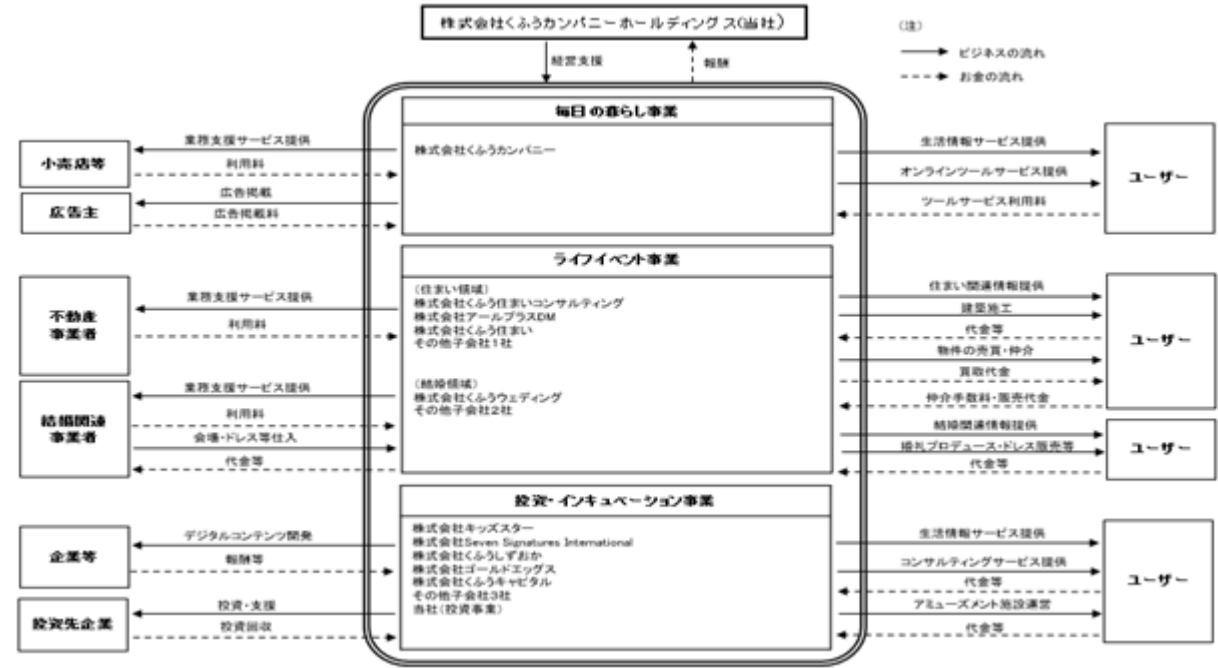 株式会社くふうカンパニーホールディングス(当社)
(注)
ビジネスの流れ
お金の流れ
経営支援
報酬
毎日の暮らし事業
株式会社くふうカンパニー
小売店等
業務支援サービス提供
利用料
広告主
広告掲載
広告掲載料
生活情報サービス提供
オンラインツールサービス提供
ツールサービス利用料
ユーザー
ライフイベント事業
(住まい領域)
株式会社くふう住まいコンサルティング
株式会社アールプラスDM
株式会社くふう住まい
その他子会社1社
(結婚領域)
株式会社くふうウェディング
その他子会社2社
不動産
事業者
業務支援サービス提供
利用料
結婚関連
事業者
業務支援サービス提供
利用料
会場・ドレス等仕入
代金等
住まい関連情報提供
建築施工
代金等
物件の売買・仲介
買取代金
仲介手数料・販売代金
ユーザー
結婚関連情報提供
婚礼プロデュース・ドレス販売等
代金等
ユーザー
投資・インキュベーション事業
株式会社キッズスター
株式会社Seven Signatures International
株式会社くふうしずおか
株式会社ゴールドエッグス
株式会社くふうキャピタル
その他子会社3社
当社(投資事業)
企業等
デジタルコンテンツ開発
報酬等
投資先企業
投資・支援
投資回収
生活情報サービス提供
コンサルティングサービス提供
代金等
アミューズメント施設運営
代金等
ユーザー